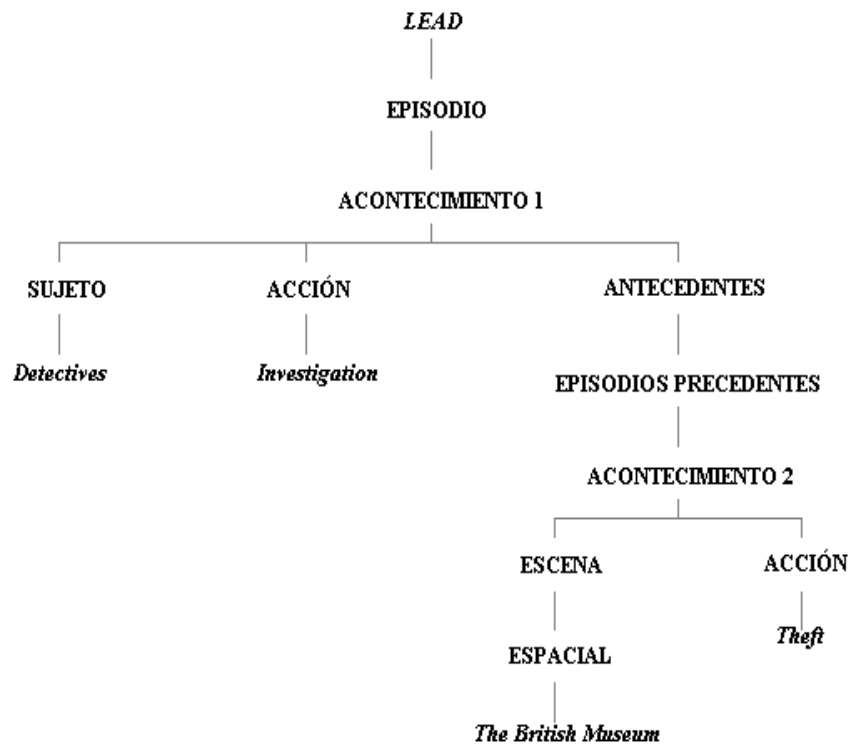 LEAD
EPISODIO
ACONTECIMIENTO 1
SUJETO ACCIÓN ANTECEDENTES
Detectives Investigation
EPISODIOS PRECEDENTES
ACONTECIMIENTO 2
ESCENA ACCIÓN
Theft
ESPACIAL
The British Museum